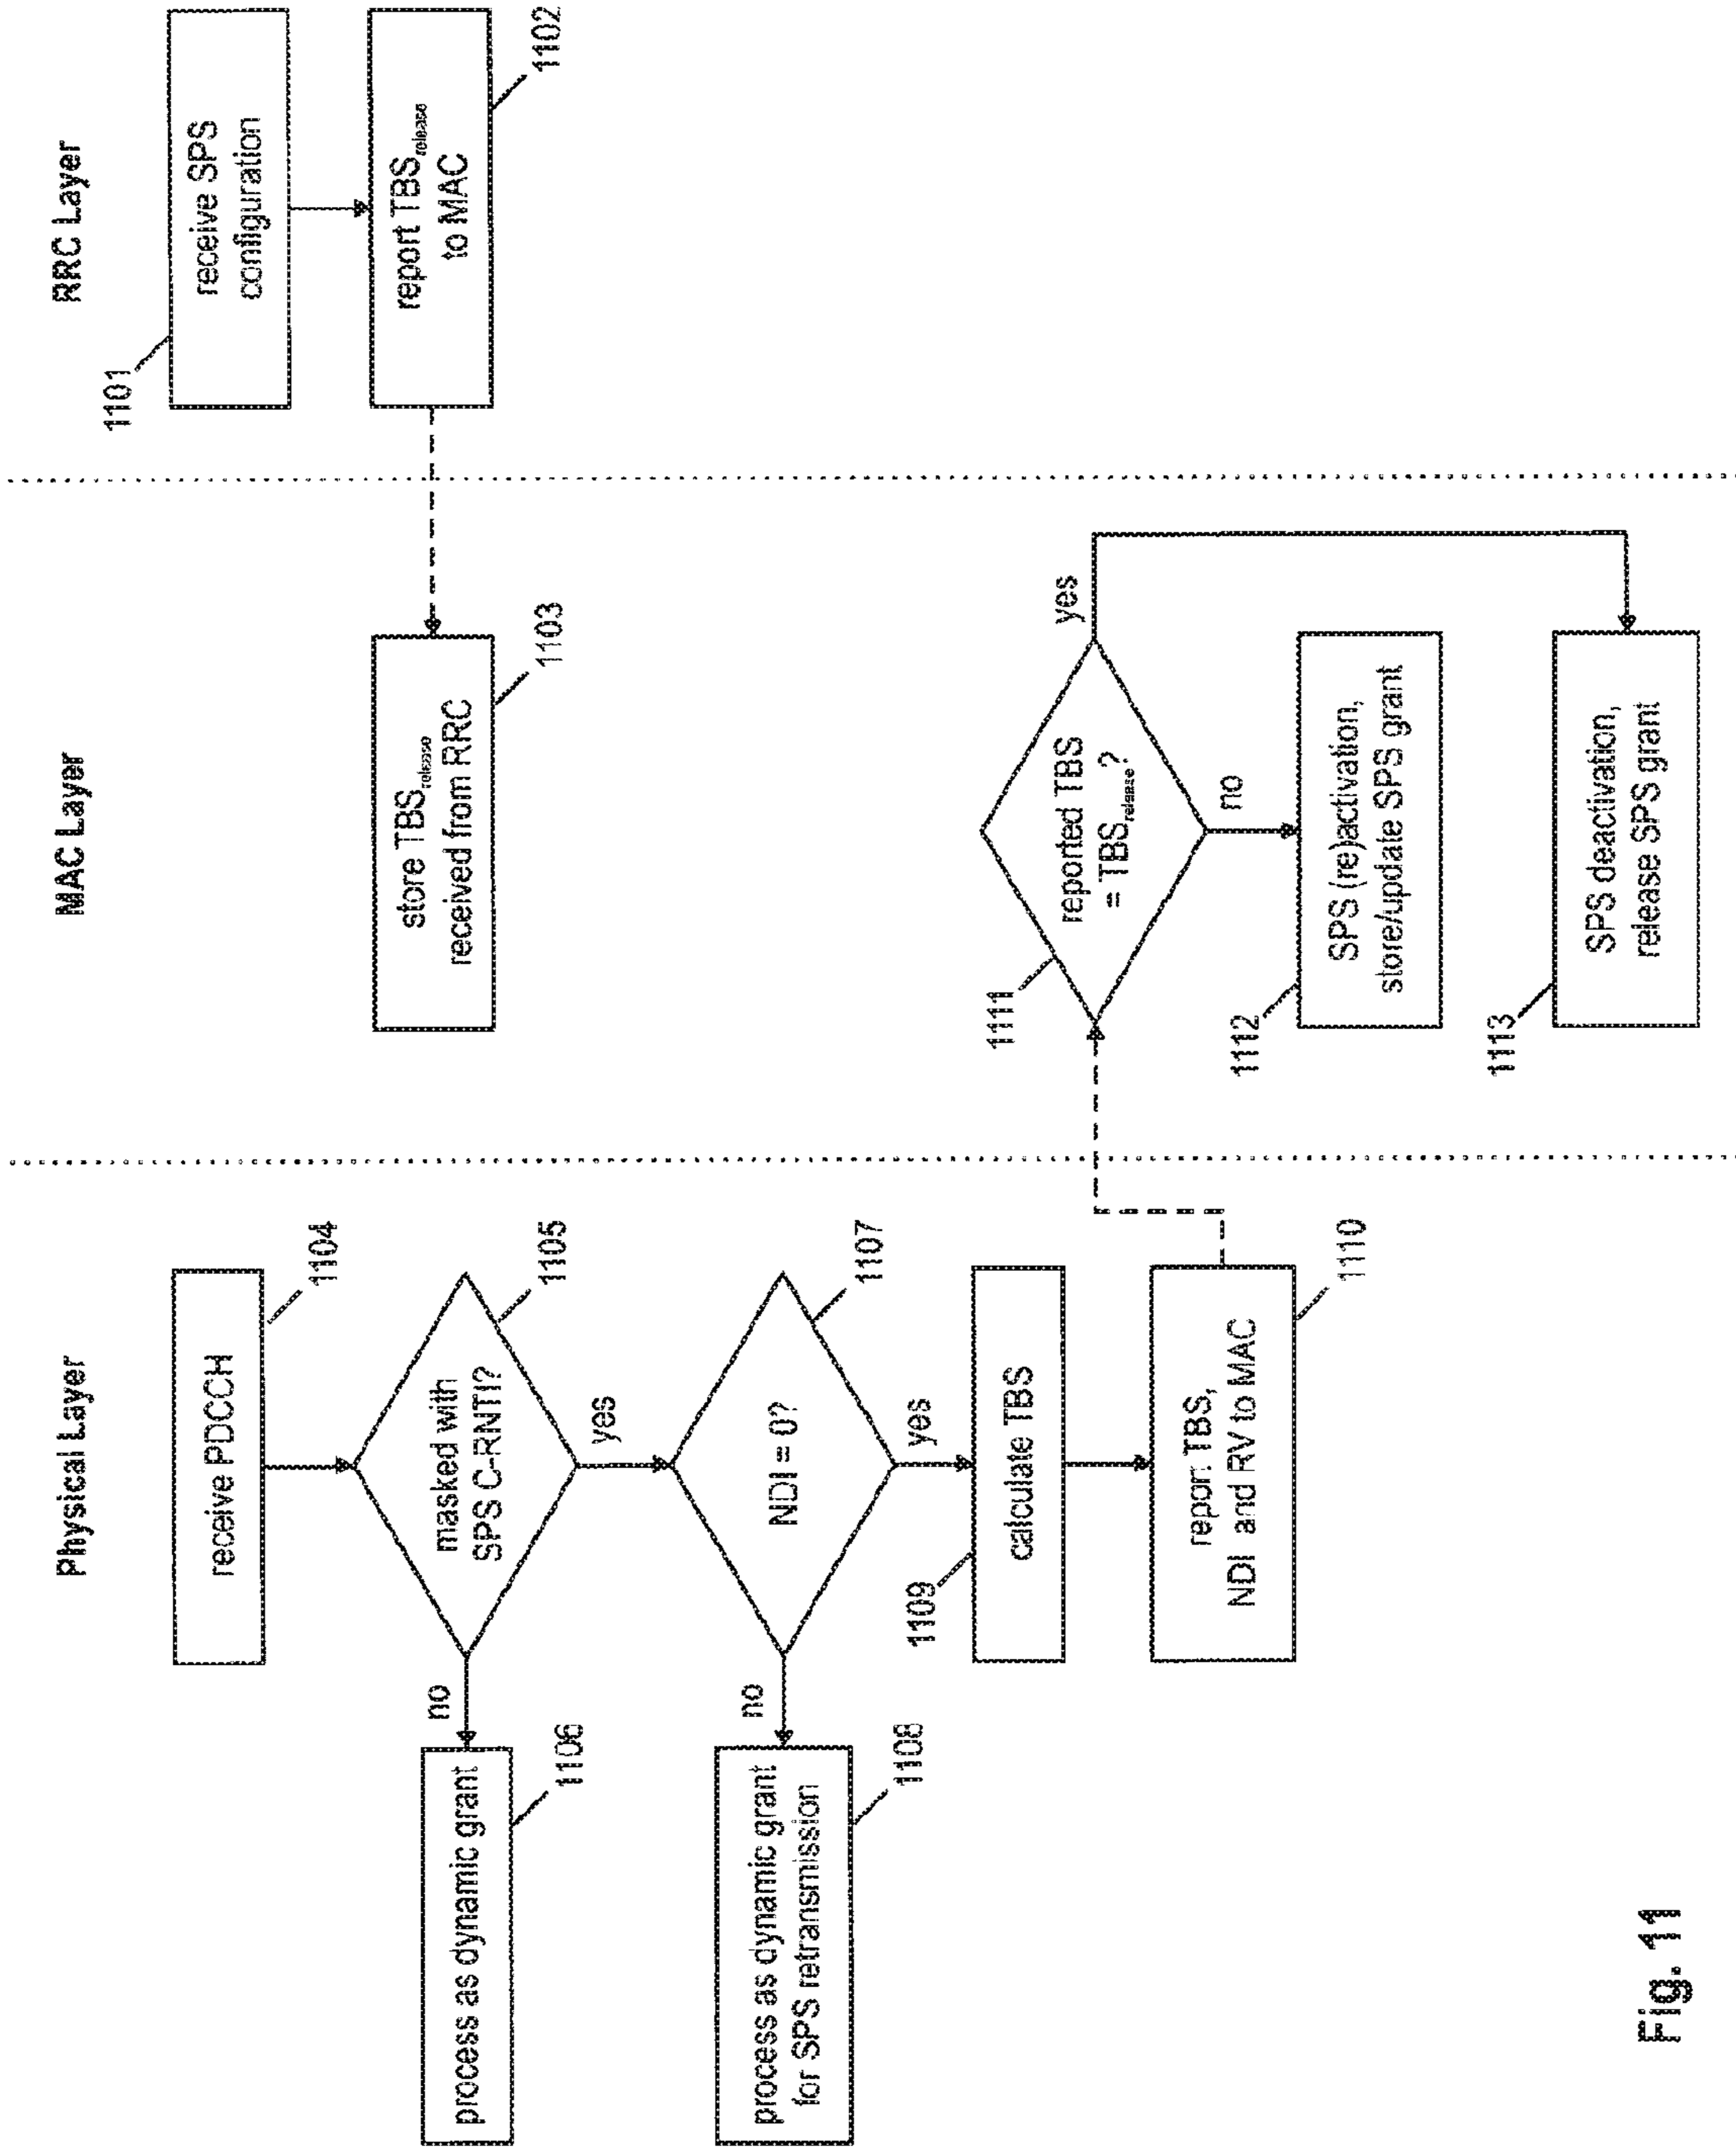 Physical Layer
MAC Layer
RRC Layer
1101
receive SPS
configuration
report TBSrelease
to MAC
1102
store TBSrelease
received from RRC
1103
receive PDCCH
1104
masked with
SPS C-RNTI?
1105
no
yes
process as dynamic grant
1106
NDI = 0?
1107
no
yes
process as dynamic grant
for SPS retransmission
1108
1109
calculate TBS
report TBS,
NDI and RV to MAC
1110
1111
reported TBS
= TBSrelease?
yes
no
1112
SPS (re)activation,
store/update SPS grant
1113
SPS deactivation,
release SPS grant
Fig. 11